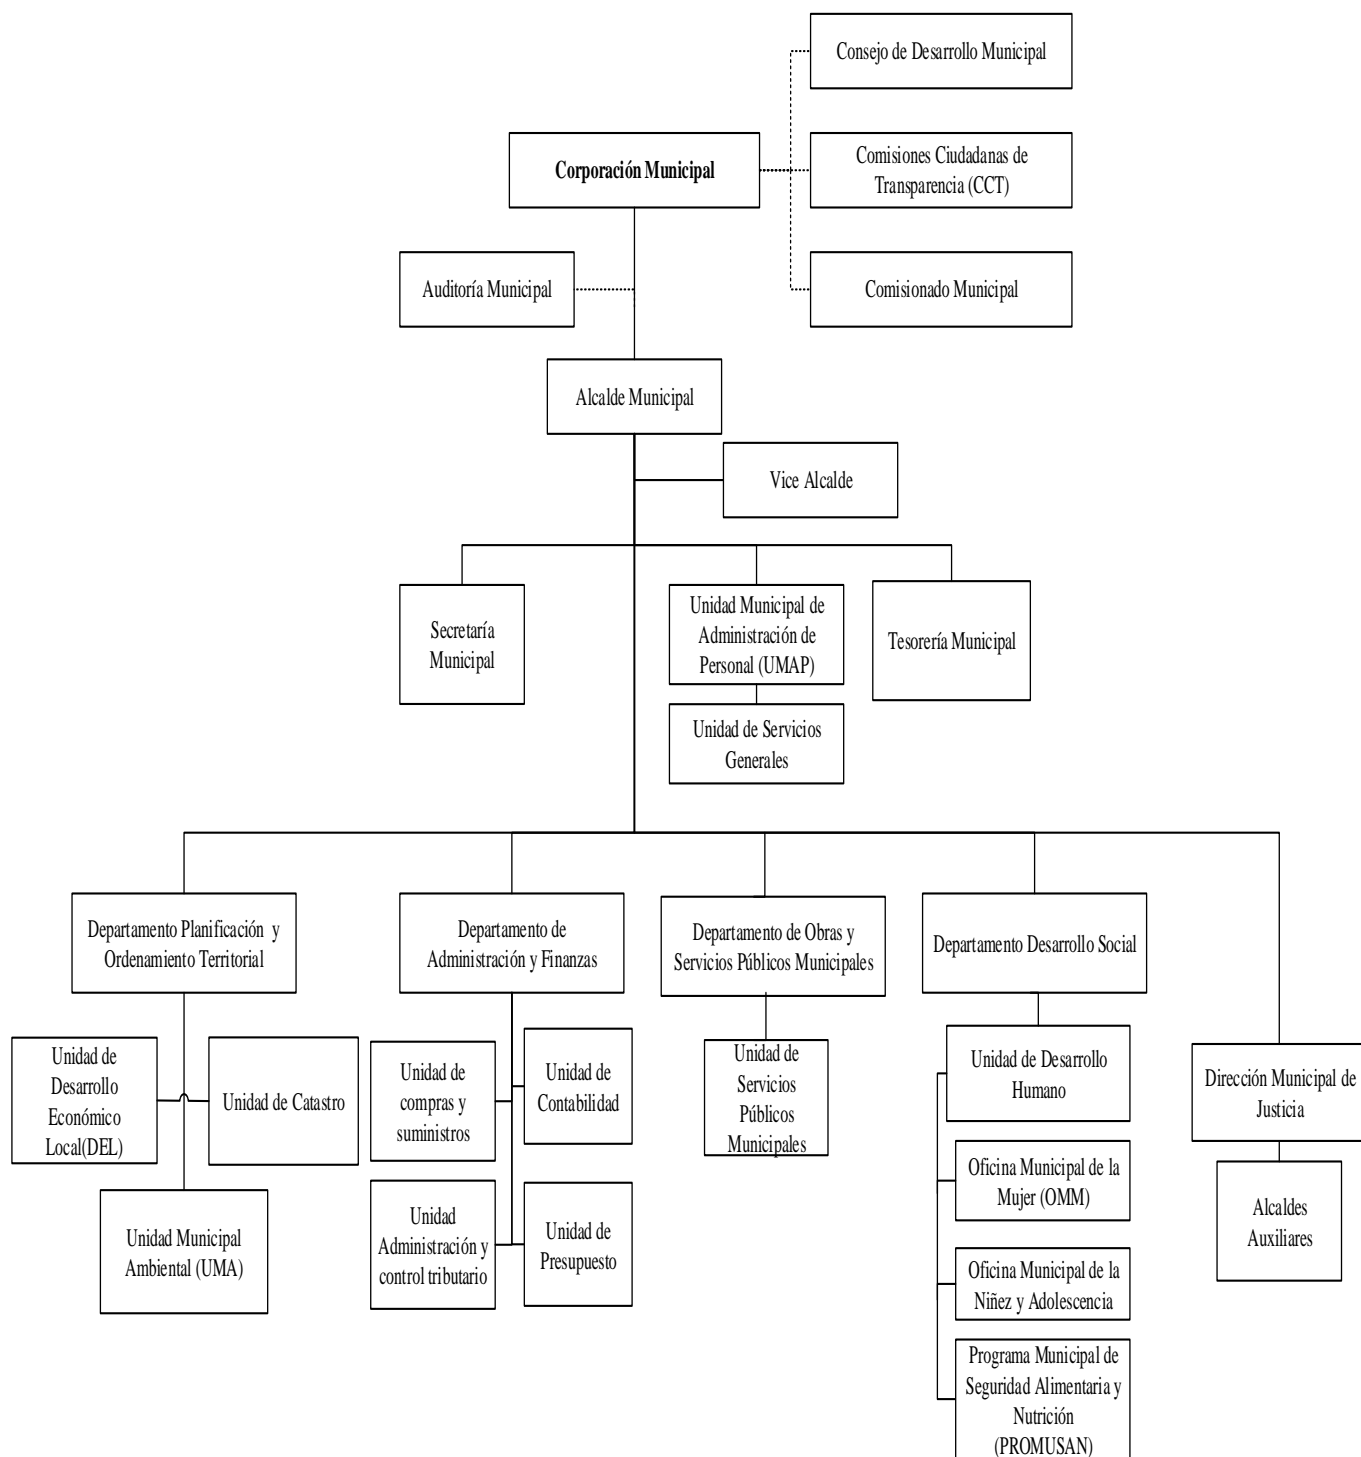 Consejo de Desarrollo Municipal
Corporación Municipal
Comisiones Ciudadanas de
Transparencia (CCT)
Auditoría Municipal
Comisionado Municipal
Alcalde Municipal
Vice Alcalde
Secretaría
Municipal
Unidad Municipal de
Administración de
Personal (UMAP)
Tesorería Municipal
Unidad de Servicios
Generales
Departamento Planificación y
Ordenamiento Territorial
Departamento de
Administración y Finanzas
Departamento de Obras y
Servicios Públicos Municipales
Departamento Desarrollo Social
Unidad de
Desarrollo
Económico
Local(DEL)
Unidad de Catastro
Unidad Municipal
Ambiental (UMA)
Unidad de
compras y
suministros
Unidad de
Contabilidad
Unidad
Administración y
control tributario
Unidad de
Presupuesto
Unidad de
Servicios
Públicos
Municipales
Unidad de Desarrollo
Humano
Oficina Municipal de la
Mujer (OMM)
Oficina Municipal de la
Niñez y Adolescencia
Programa Municipal de
Seguridad Alimentaria y
Nutrición
(PROMUSAN)
Dirección Municipal de
Justicia
Alcaldes
Auxiliares